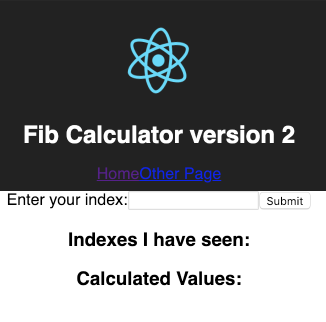 Fib Calculator version 2
HomeOther Page
Enter your index: Submit
Indexes I have seen:
Calculated Values: